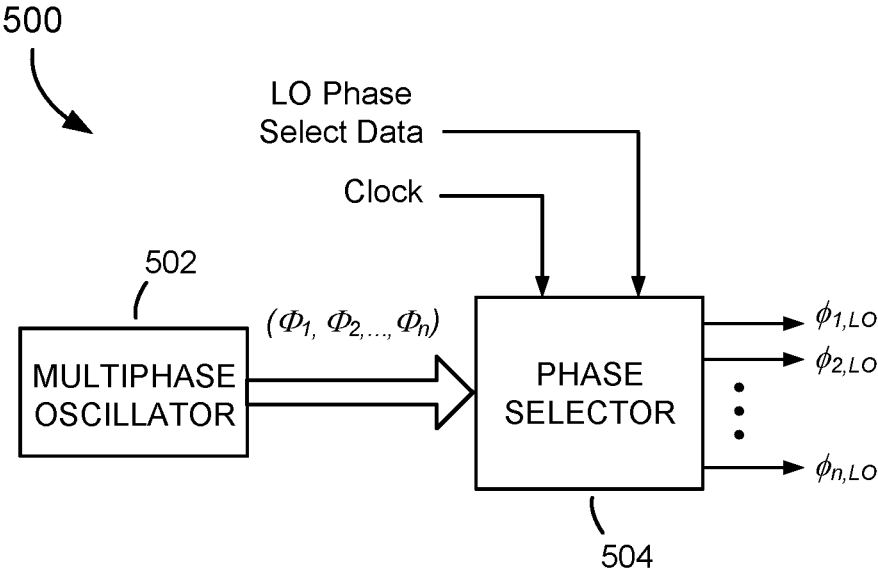 500
LO Phase
Select Data
Clock
502
(Φ1, Φ2,...,Φn)
MULTIPHASE
OSCILLATOR
PHASE
SELECTOR
ϕ1,LO
ϕ2,LO
ϕn,LO
504